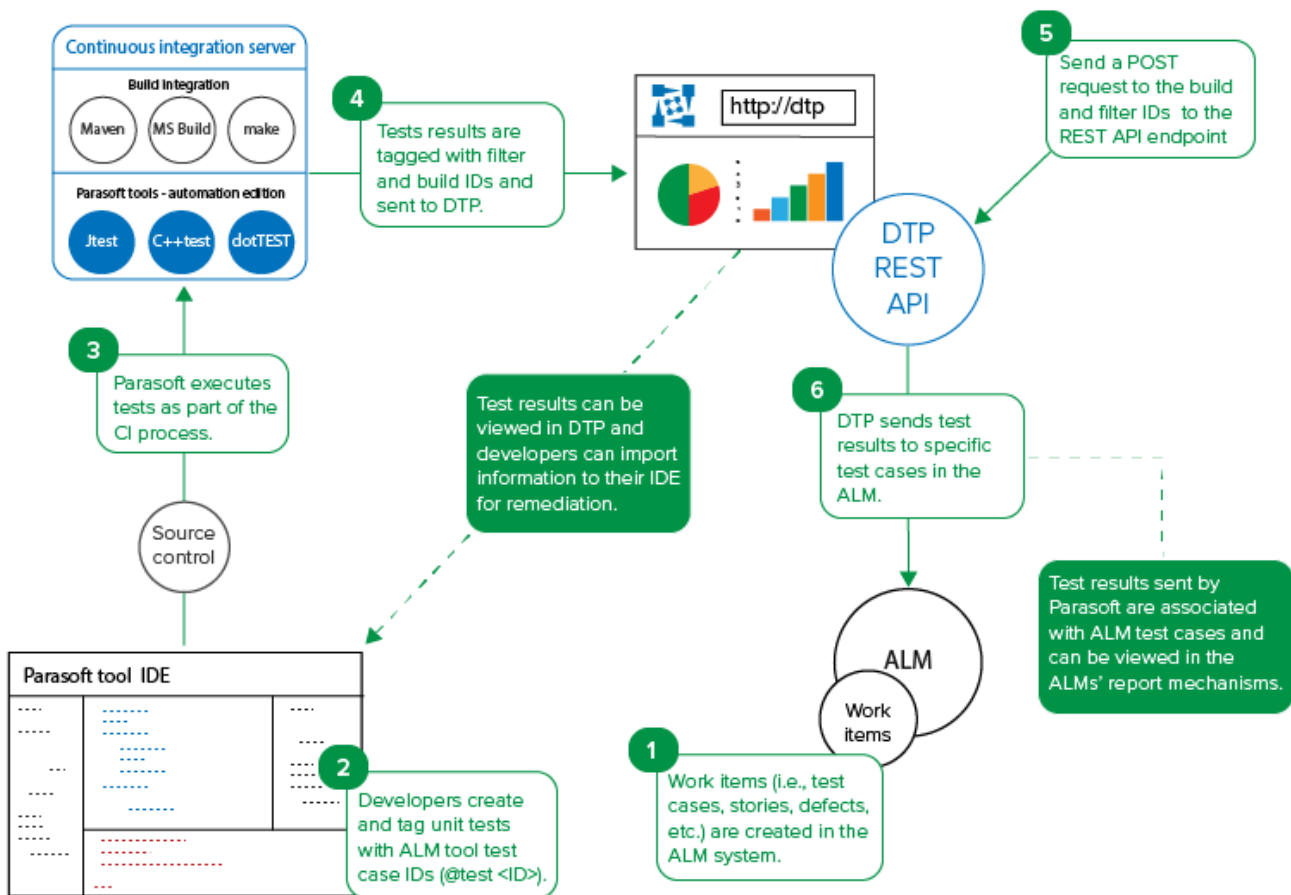 Continuous integration server
Build integration
Maven
MS Build
make
Parasoft tools - automation edition
Jtest
C++test
dotTEST
4
Tests results are
tagged with filter
and build IDs and
sent to DTP.
http://dtp
5
Send a POST
request to the build
and filter IDs to the
REST API endpoint
DTP
REST
API
3
Parasoft executes
tests as part of the
CI process.
Test results can be
viewed in DTP and
developers can import
information to their IDE
for remediation.
6
DTP sends test
results to specific
test cases in the
ALM.
Source
control
Test results sent by
Parasoft are associated
with ALM test cases and
can be viewed in the
ALMs' report mechanisms.
ALM
Work
items
Parasoft tool IDE
2
Developers create
and tag unit tests
with ALM tool test
case IDs (@test <ID>).
1
Work items (i.e., test
cases, stories, defects,
etc.) are created in the
ALM system.